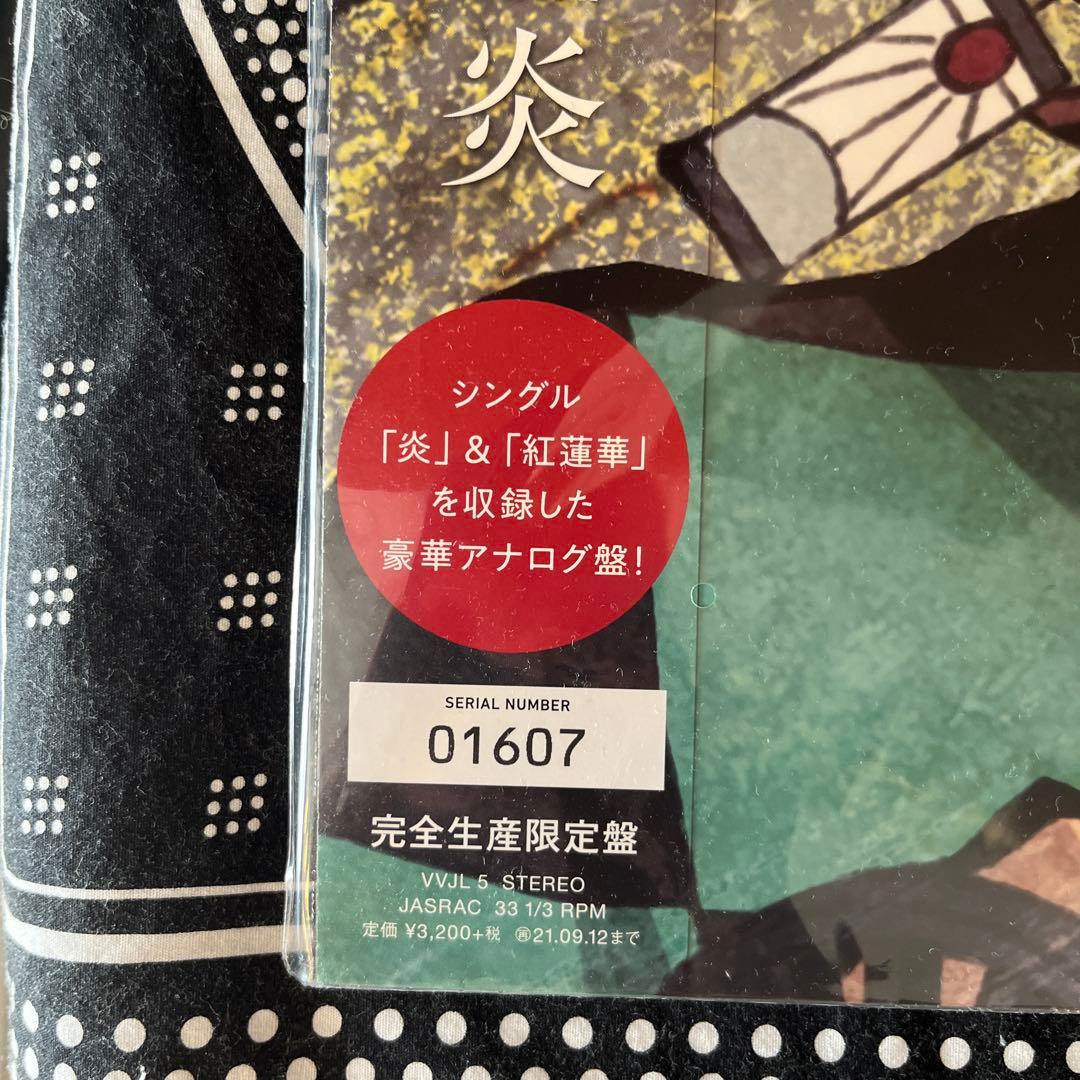 炎
シングル
「炎」&「紅蓮華」
を収録した
豪華アナログ盤!
SERIAL NUMBER
01607
完全生産限定盤
VVJL 5 STEREO
JASRAC 33 1/3 RPM
定価 ¥3,200+税 ㊢21.09.12まで